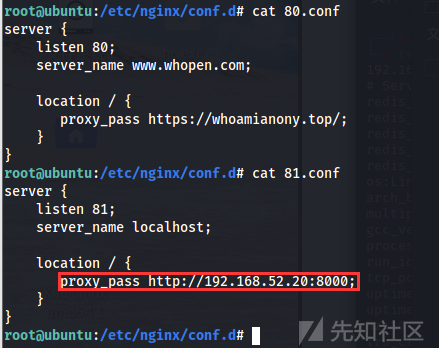 root@ubuntu:/etc/nginx/conf.d# cat 80.conf
server {
    listen 80;
    server_name www.whopen.com;

    location / {
       proxy_pass https://whoamianony.top/;
    }
}
root@ubuntu:/etc/nginx/conf.d# cat 81.conf
server {
    listen 81;
    server_name localhost;

    location / {
       proxy_pass http://192.168.52.20:8000;
    }
}
root@ubuntu:/etc/nginx/conf.d#
先知社区